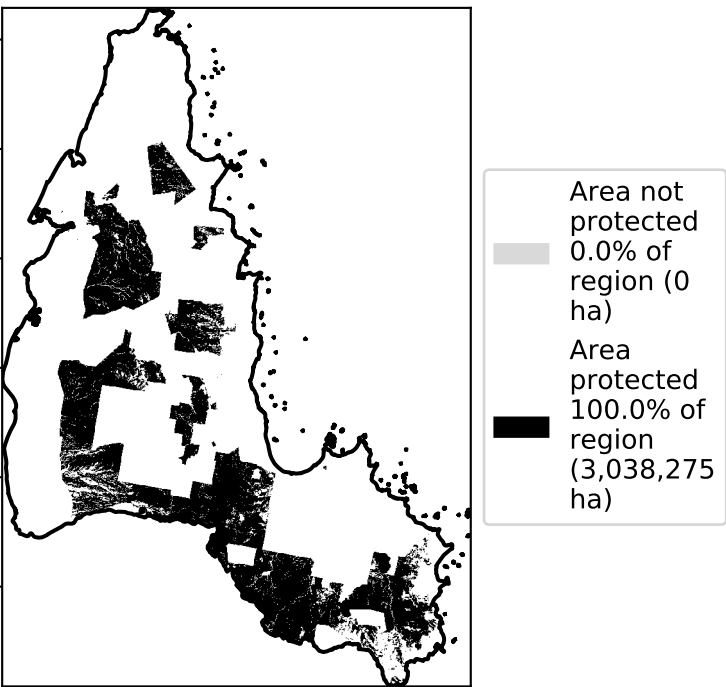 Area not
protected
0.0% of
region (0
ha)
Area
protected
100.0% of
region
(3,038,275
ha)